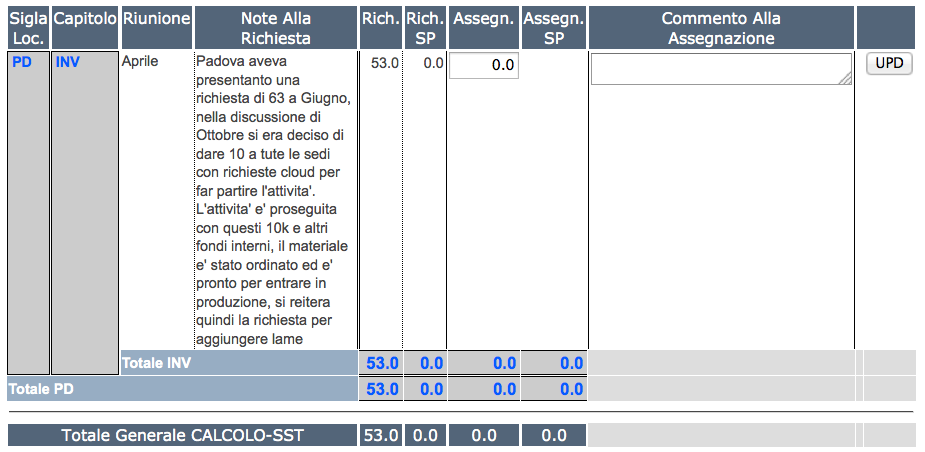 Sigla Loc. Capitolo Riunione Note Alla Richiesta Rich. Rich. SP Assegn. Assegn. SP Commento Alla Assegnazione
PD INV Aprile Padova aveva 53.0 0.0 0.0 UPD
presentanto una
richiesta di 63 a Giugno,
nella discussione di
Ottobre si era deciso di
dare 10 a tute le sedi
con richieste cloud per
far partire l'attivita'.
L'attivita' e' proseguita
con questi 10k e altri
fondi interni, il materiale
e' stato ordinato ed e'
pronto per entrare in
produzione, si reitera
quindi la richiesta per
aggiungere lame
Totale INV 53.0 0.0 0.0 0.0
Totale PD 53.0 0.0 0.0 0.0
Totale Generale CALCOLO-SST 53.0 0.0 0.0 0.0